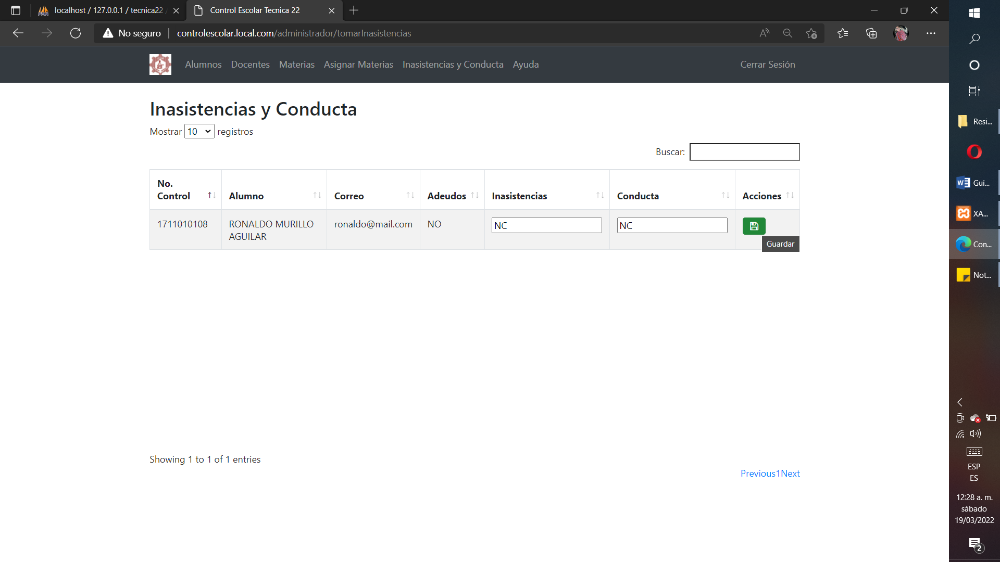 localhost / 127.0.0.1 / tecnica22 /
Control Escolar Tecnica 22
No seguro
controlescolar.local.com/administrador/tomarInasistencias
Alumnos Docentes Materias Asignar Materias Inasistencias y Conducta Ayuda Cerrar Sesión
Inasistencias y Conducta
Mostrar 10 registros
Buscar:
No. Control Alumno Correo Adeudos Inasistencias Conducta Acciones
1711010108 RONALDO MURILLO AGUILAR ronaldo@mail.com NO NC NC
Guardar
Showing 1 to 1 of 1 entries
Previous1Next
Resi...
Gui...
XA...
Con...
Not...
ESP
ES
12:28 a. m.
sábado
19/03/2022
2